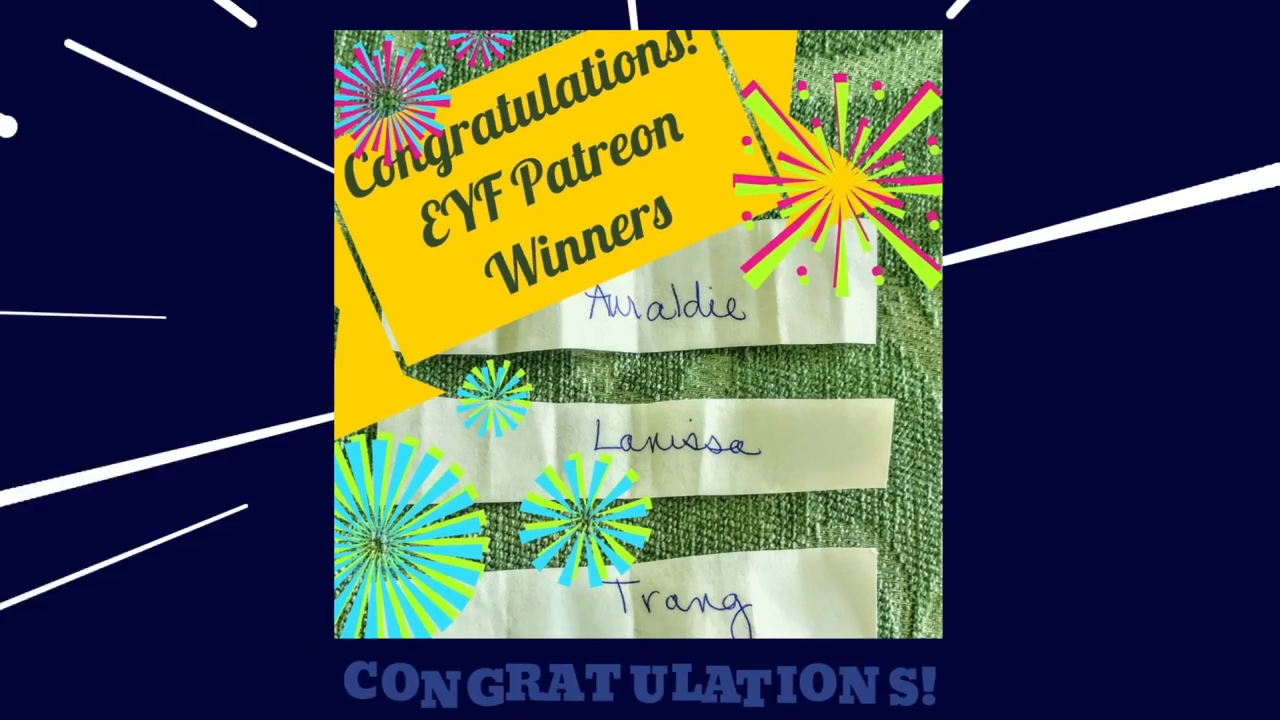 Congratulations!
EYF Patreon
Winners
Auraldie
Larissa
Trang
CONGRATULATIONS!